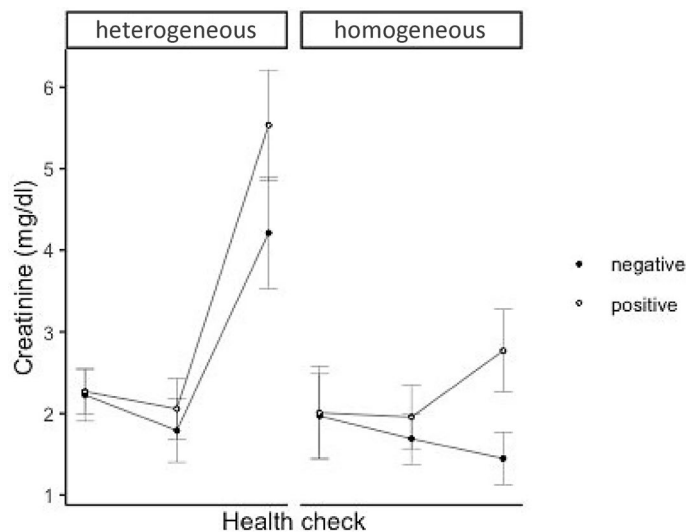 heterogeneous
homogeneous
6
5
4
3
2
1
Creatinine (mg/dl)
Health check
negative
positive